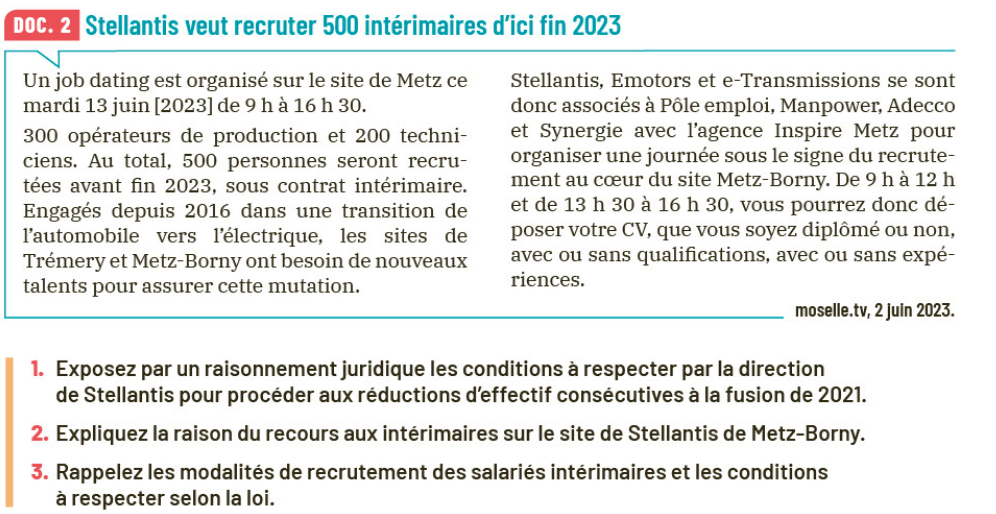 DOC. 2 Stellantis veut recruter 500 intérimaires d’ici fin 2023
Un job dating est organisé sur le site de Metz ce
mardi 13 juin [2023] de 9 h à 16 h 30.
300 opérateurs de production et 200 techni-
ciens. Au total, 500 personnes seront recru-
tées avant fin 2023, sous contrat intérimaire.
Engagés depuis 2016 dans une transition de
l’automobile vers l’électrique, les sites de
Trémery et Metz-Borny ont besoin de nouveaux
talents pour assurer cette mutation.
Stellantis, Emotors et e-Transmissions se sont
donc associés à Pôle emploi, Manpower, Adecco
et Synergie avec l’agence Inspire Metz pour
organiser une journée sous le signe du recrute-
ment au cœur du site Metz-Borny. De 9 h à 12 h
et de 13 h 30 à 16 h 30, vous pourrez donc dé-
poser votre CV, que vous soyez diplômé ou non,
avec ou sans qualifications, avec ou sans expé-
riences.
moselle.tv, 2 juin 2023.
1. Exposez par un raisonnement juridique les conditions à respecter par la direction
de Stellantis pour procéder aux réductions d’effectif consécutives à la fusion de 2021.
2. Expliquez la raison du recours aux intérimaires sur le site de Stellantis de Metz-Borny.
3. Rappelez les modalités de recrutement des salariés intérimaires et les conditions
à respecter selon la loi.